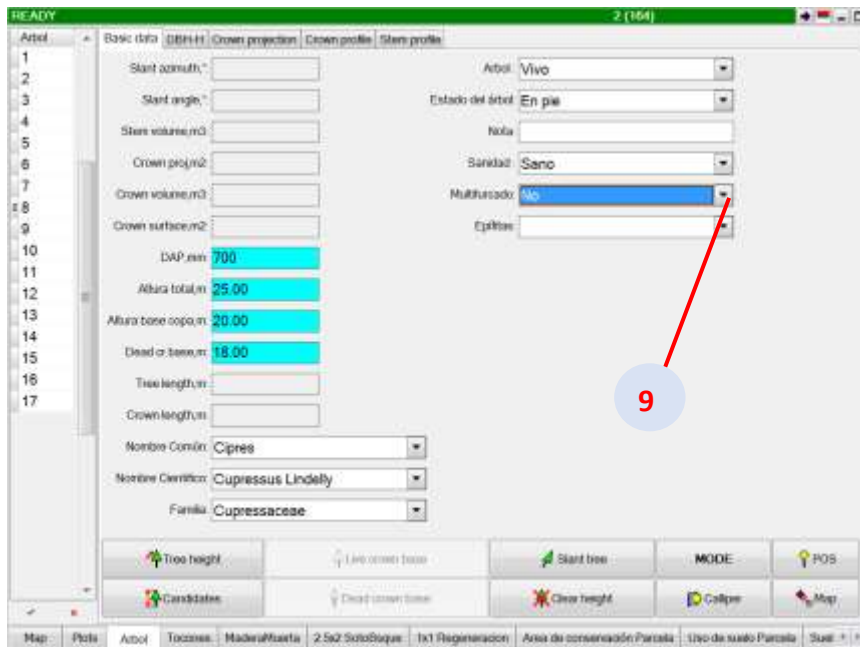 READY 2 (164)
Arbol
Basic data DBH-H Crown projection Crown profile Stem profile
1
2
3
4
5
6
7
8
9
10
11
12
13
14
15
16
17
Slant azimuth,°
Slant angle,°
Stem volume,m3
Crown proj,m2
Crown volume,m3
Crown surface,m2
DAP,mm 700
Altura total,m 25.00
Altura base copa,m 20.00
Dead cr base,m 18.00
Tree length,m
Crown length,m
Nombre Común: Cipres
Nombre Científico: Cupressus Lindelly
Familia: Cupressaceae
Arbol: Vivo
Estado del árbol: En pie
Nota:
Sanidad: Sano
Multifurcado: No
Epífitas:
9
Tree height Live crown base Slant tree MODE POS
Candidates Dead crown base Clear height Calliper Map
Map Plots Arbol Tocones MaderaMuerta 2.5x2 SotoBosque 1x1 Regeneracion Area de conservación Parcela Uso de suelo Parcela Suel